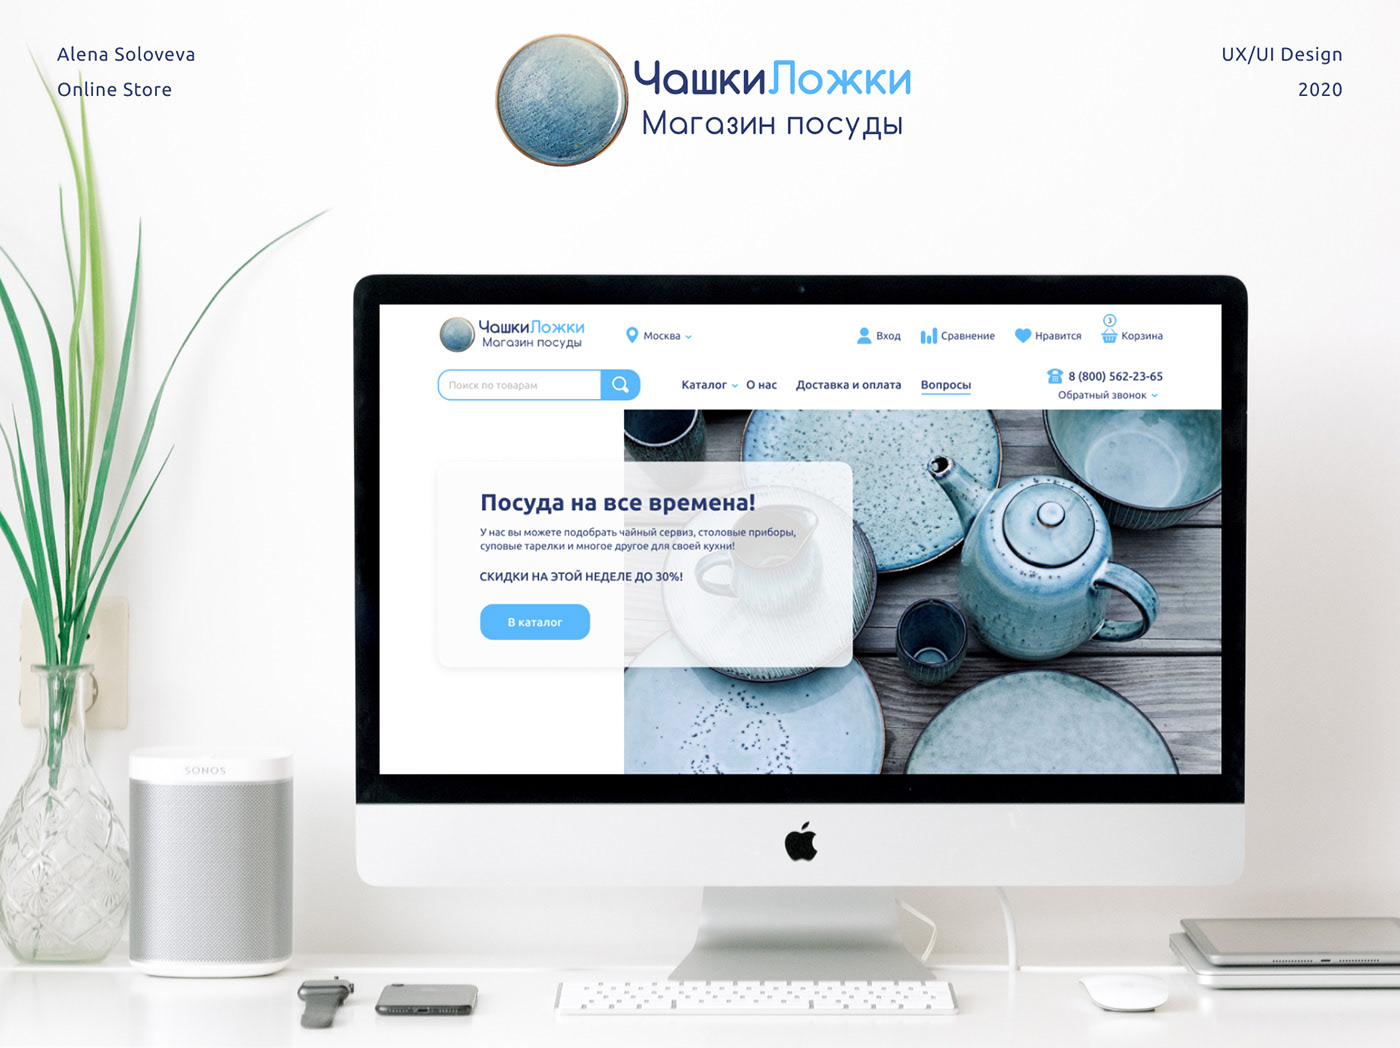 Alena Soloveva
Online Store
ЧашкиЛожки
Магазин посуды
UX/UI Design
2020
ЧашкиЛожки
Магазин посуды
Москва
Вход
Сравнение
Нравится
3
Корзина
Поиск по товарам
Каталог
О нас
Доставка и оплата
Вопросы
8 (800) 562-23-65
Обратный звонок
Посуда на все времена!
У нас вы можете подобрать чайный сервиз, столовые приборы,
суповые тарелки и многое другое для своей кухни!
СКИДКИ НА ЭТОЙ НЕДЕЛЕ ДО 30%!
В каталог
SONOS